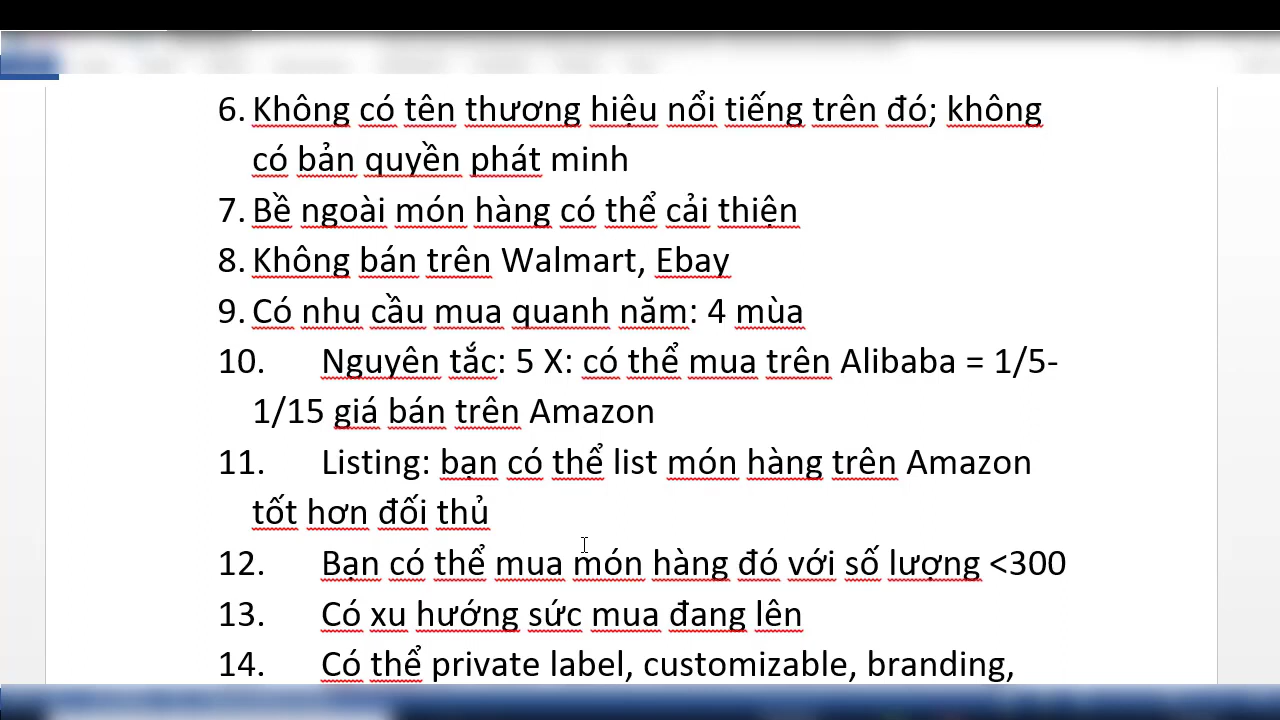 6. Không có tên thương hiệu nổi tiếng trên đó; không
có bản quyền phát minh
7. Bề ngoài món hàng có thể cải thiện
8. Không bán trên Walmart, Ebay
9. Có nhu cầu mua quanh năm: 4 mùa
10. Nguyên tắc: 5 X: có thể mua trên Alibaba = 1/5-
1/15 giá bán trên Amazon
11. Listing: bạn có thể list món hàng trên Amazon
tốt hơn đối thủ
12. Bạn có thể mua món hàng đó với số lượng <300
13. Có xu hướng sức mua đang lên
14. Có thể private label, customizable, branding,